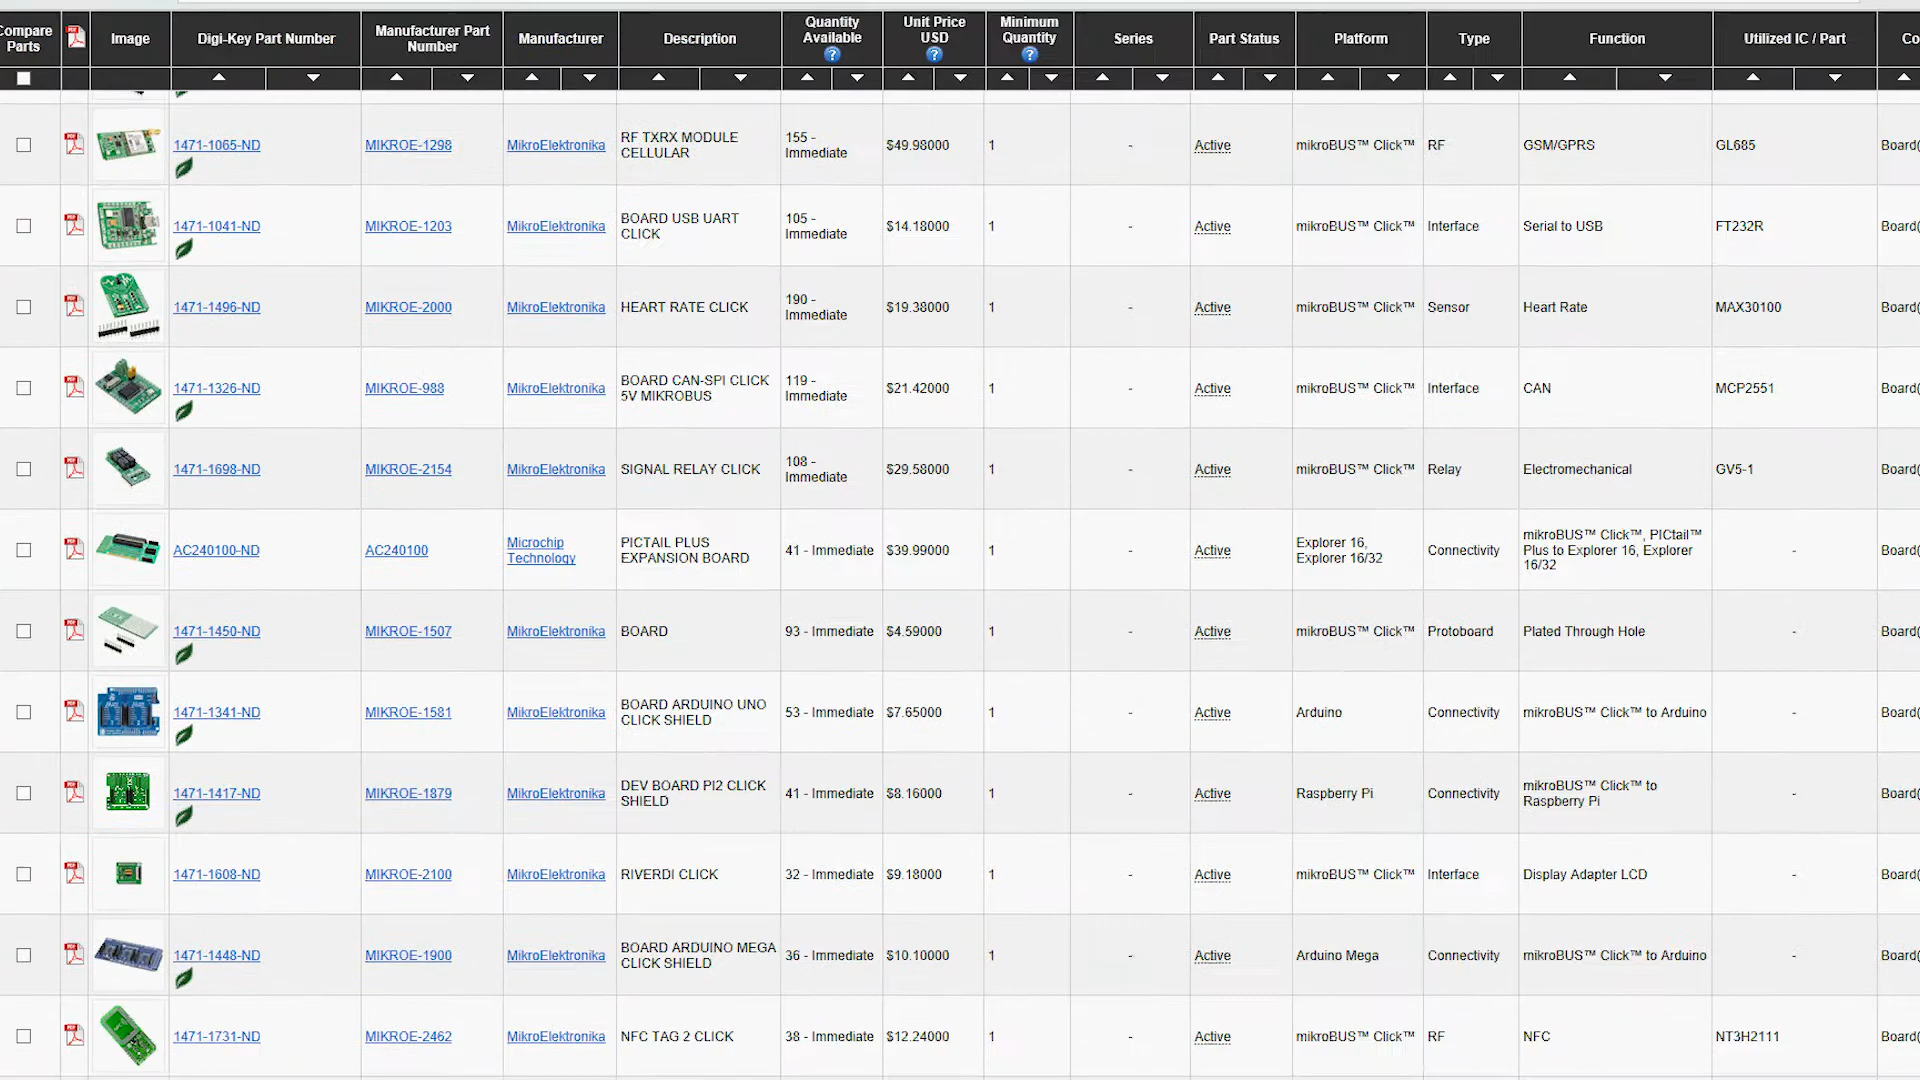 Compare Parts Image Digi-Key Part Number Manufacturer Part Number Manufacturer Description Quantity Available Unit Price USD Minimum Quantity Series Part Status Platform Type Function Utilized IC / Part Co
1471-1065-ND MIKROE-1298 MikroElektronika RF TXRX MODULE CELLULAR 155 - Immediate $49.98000 1 - Active mikroBUS™ Click™ RF GSM/GPRS GL685 Board(
1471-1041-ND MIKROE-1203 MikroElektronika BOARD USB UART CLICK 105 - Immediate $14.18000 1 - Active mikroBUS™ Click™ Interface Serial to USB FT232R Board(
1471-1496-ND MIKROE-2000 MikroElektronika HEART RATE CLICK 190 - Immediate $19.38000 1 - Active mikroBUS™ Click™ Sensor Heart Rate MAX30100 Board(
1471-1326-ND MIKROE-988 MikroElektronika BOARD CAN-SPI CLICK 5V MIKROBUS 119 - Immediate $21.42000 1 - Active mikroBUS™ Click™ Interface CAN MCP2551 Board(
1471-1698-ND MIKROE-2154 MikroElektronika SIGNAL RELAY CLICK 108 - Immediate $29.58000 1 - Active mikroBUS™ Click™ Relay Electromechanical GV5-1 Board(
AC240100-ND AC240100 Microchip Technology PICTAIL PLUS EXPANSION BOARD 41 - Immediate $39.99000 1 - Active Explorer 16, Explorer 16/32 Connectivity mikroBUS™ Click™, PICtail™ Plus to Explorer 16, Explorer 16/32 - Board(
1471-1450-ND MIKROE-1507 MikroElektronika BOARD 93 - Immediate $4.59000 1 - Active mikroBUS™ Click™ Protoboard Plated Through Hole - Board(
1471-1341-ND MIKROE-1581 MikroElektronika BOARD ARDUINO UNO CLICK SHIELD 53 - Immediate $7.65000 1 - Active Arduino Connectivity mikroBUS™ Click™ to Arduino - Board(
1471-1417-ND MIKROE-1879 MikroElektronika DEV BOARD PI2 CLICK SHIELD 41 - Immediate $8.16000 1 - Active Raspberry Pi Connectivity mikroBUS™ Click™ to Raspberry Pi - Board(
1471-1608-ND MIKROE-2100 MikroElektronika RIVERDI CLICK 32 - Immediate $9.18000 1 - Active mikroBUS™ Click™ Interface Display Adapter LCD - Board(
1471-1448-ND MIKROE-1900 MikroElektronika BOARD ARDUINO MEGA CLICK SHIELD 36 - Immediate $10.10000 1 - Active Arduino Mega Connectivity mikroBUS™ Click™ to Arduino - Board(
1471-1731-ND MIKROE-2462 MikroElektronika NFC TAG 2 CLICK 38 - Immediate $12.24000 1 - Active mikroBUS™ Click™ RF NFC NT3H2111 Board(